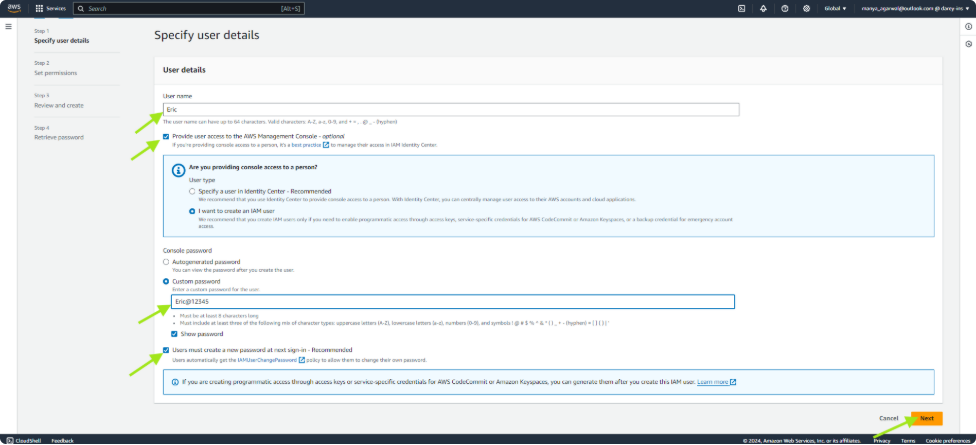 aws
Services
Search
[Alt+S]
Global
manya_agarwal@outlook.com @ darey-ins
Step 1
Specify user details
Step 2
Set permissions
Step 3
Review and create
Step 4
Retrieve password
Specify user details
User details
User name
Eric
The user name can have up to 64 characters. Valid characters: A-Z, a-z, 0-9, and + = , . @ _ - (hyphen)
Provide user access to the AWS Management Console - optional
If you're providing console access to a person, it's a best practice to manage their access in IAM Identity Center.
Are you providing console access to a person?
User type
Specify a user in Identity Center - Recommended
We recommend that you use Identity Center to provide console access to a person. With Identity Center, you can centrally manage user access to their AWS accounts and cloud applications.
I want to create an IAM user
We recommend that you create IAM users only if you need to enable programmatic access through access keys, service-specific credentials for AWS CodeCommit or Amazon Keyspaces, or a backup credential for emergency account
access.
Console password
Autogenerated password
You can view the password after you create the user.
Custom password
Enter a custom password for the user.
Eric@12345
• Must be at least 8 characters long
• Must include at least three of the following mix of character types: uppercase letters (A-Z), lowercase letters (a-z), numbers (0-9), and symbols ! @ # $ % ^ & * ( ) _ + - (hyphen) = [ ] { } | '
Show password
Users must create a new password at next sign-in - Recommended
Users automatically get the IAMUserChangePassword policy to allow them to change their own password.
If you are creating programmatic access through access keys or service-specific credentials for AWS CodeCommit or Amazon Keyspaces, you can generate them after you create this IAM user. Learn more
Cancel
Next
CloudShell
Feedback
© 2024, Amazon Web Services, Inc. or its affiliates.
Privacy
Terms
Cookie preferences